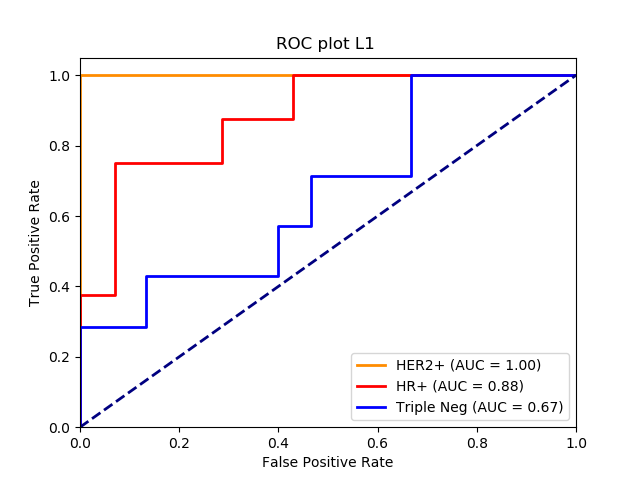 ROC plot L1
1.0
0.8
0.6
0.4
0.2
0.0
True Positive Rate
0.0 0.2 0.4 0.6 0.8 1.0
False Positive Rate
HER2+ (AUC = 1.00)
HR+ (AUC = 0.88)
Triple Neg (AUC = 0.67)